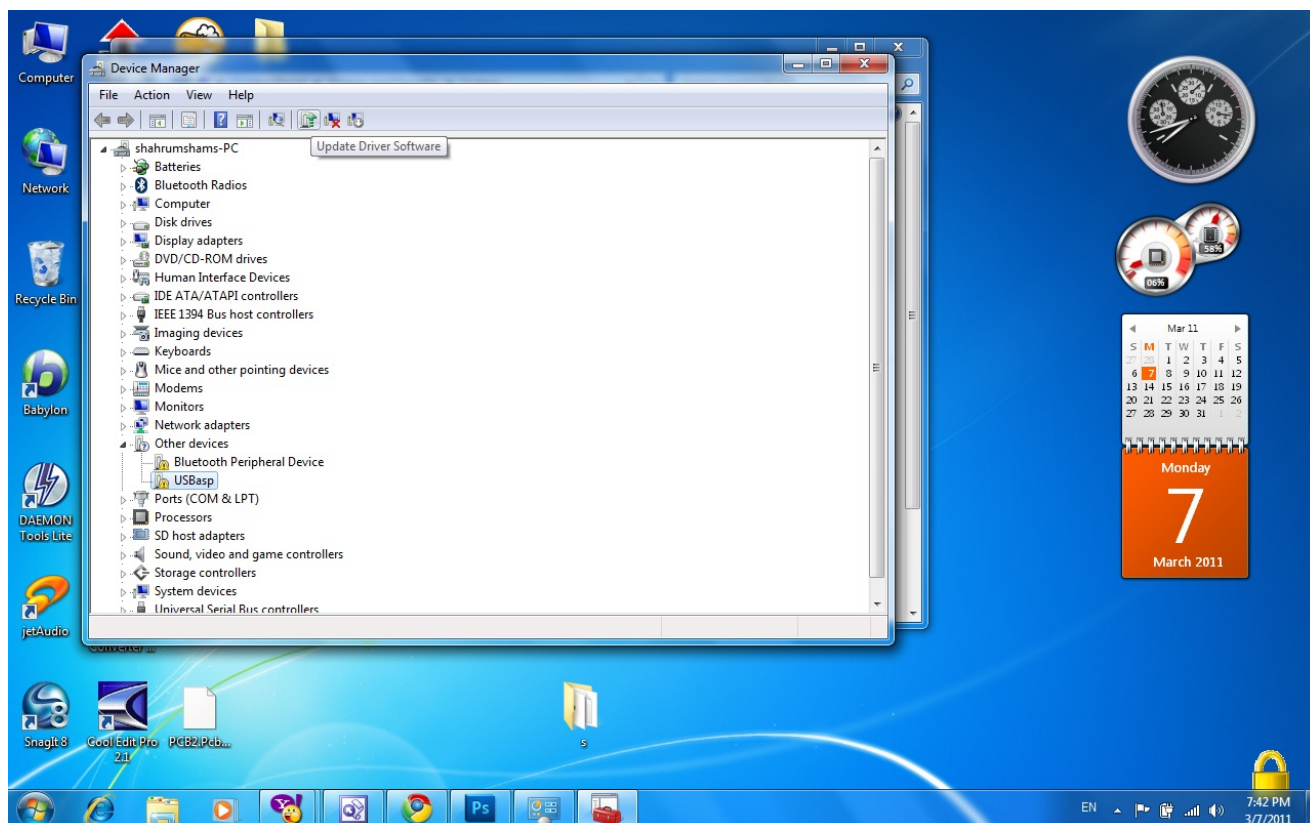 Computer
Network
Recycle Bin
Babylon
DAEMON
Tools Lite
jetAudio
Snagit 8
Cool Edit Pro
2.1
PCB2.Pcb...
Converter ...
s
Device Manager
File Action View Help
Update Driver Software
shahrumshams-PC
Batteries
Bluetooth Radios
Computer
Disk drives
Display adapters
DVD/CD-ROM drives
Human Interface Devices
IDE ATA/ATAPI controllers
IEEE 1394 Bus host controllers
Imaging devices
Keyboards
Mice and other pointing devices
Modems
Monitors
Network adapters
Other devices
Bluetooth Peripheral Device
USBasp
Ports (COM & LPT)
Processors
SD host adapters
Sound, video and game controllers
Storage controllers
System devices
Universal Serial Bus controllers
58%
06%
Mar 11
S M T W T F S
27 28 1 2 3 4 5
6 7 8 9 10 11 12
13 14 15 16 17 18 19
20 21 22 23 24 25 26
27 28 29 30 31 1 2
Monday
7
March 2011
Ps
EN
7:42 PM
3/7/2011